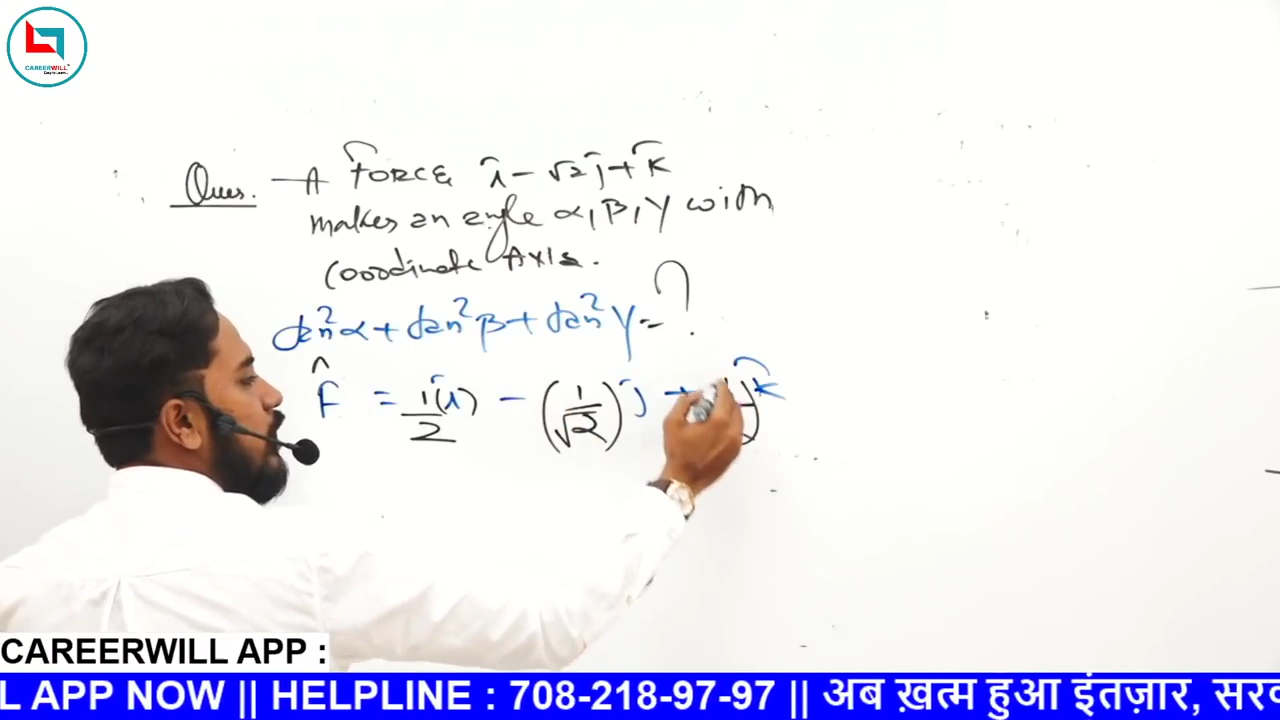 CAREERWILL
Ques. A FORCE î - √2ĵ + k̂
makes an angle α, β, γ with
Coordinate Axis.
tan²α + tan²β + tan²γ = ?
F̂ = 1/2 (î) - (1/√2) ĵ + k̂
CAREERWILL APP :
L APP NOW || HELPLINE : 708-218-97-97 || अब ख़त्म हुआ इंतज़ार, सरव